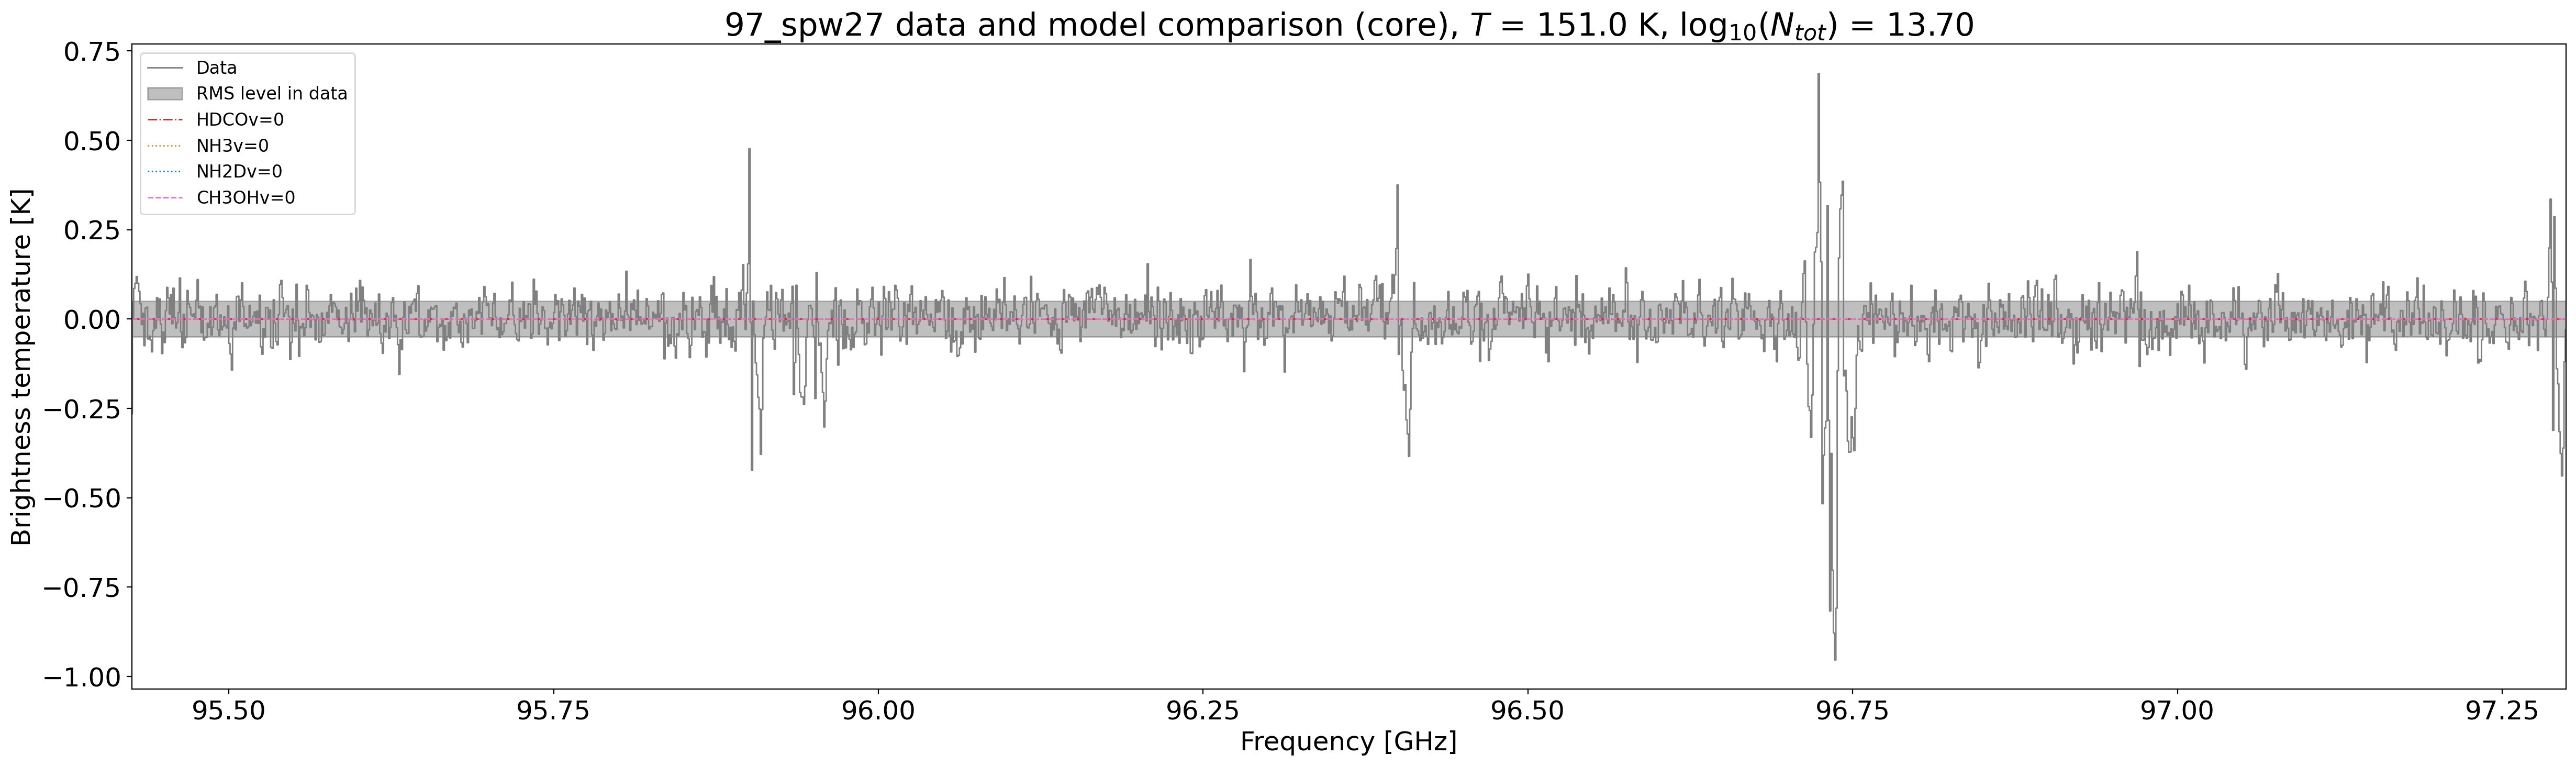 97_spw27 data and model comparison (core), T = 151.0 K, log10(Ntot) = 13.70
0.75
0.50
0.25
0.00
−0.25
−0.50
−0.75
−1.00
Brightness temperature [K]
Data
RMS level in data
HDCOv=0
NH3v=0
NH2Dv=0
CH3OHv=0
95.50 95.75 96.00 96.25 96.50 96.75 97.00 97.25
Frequency [GHz]